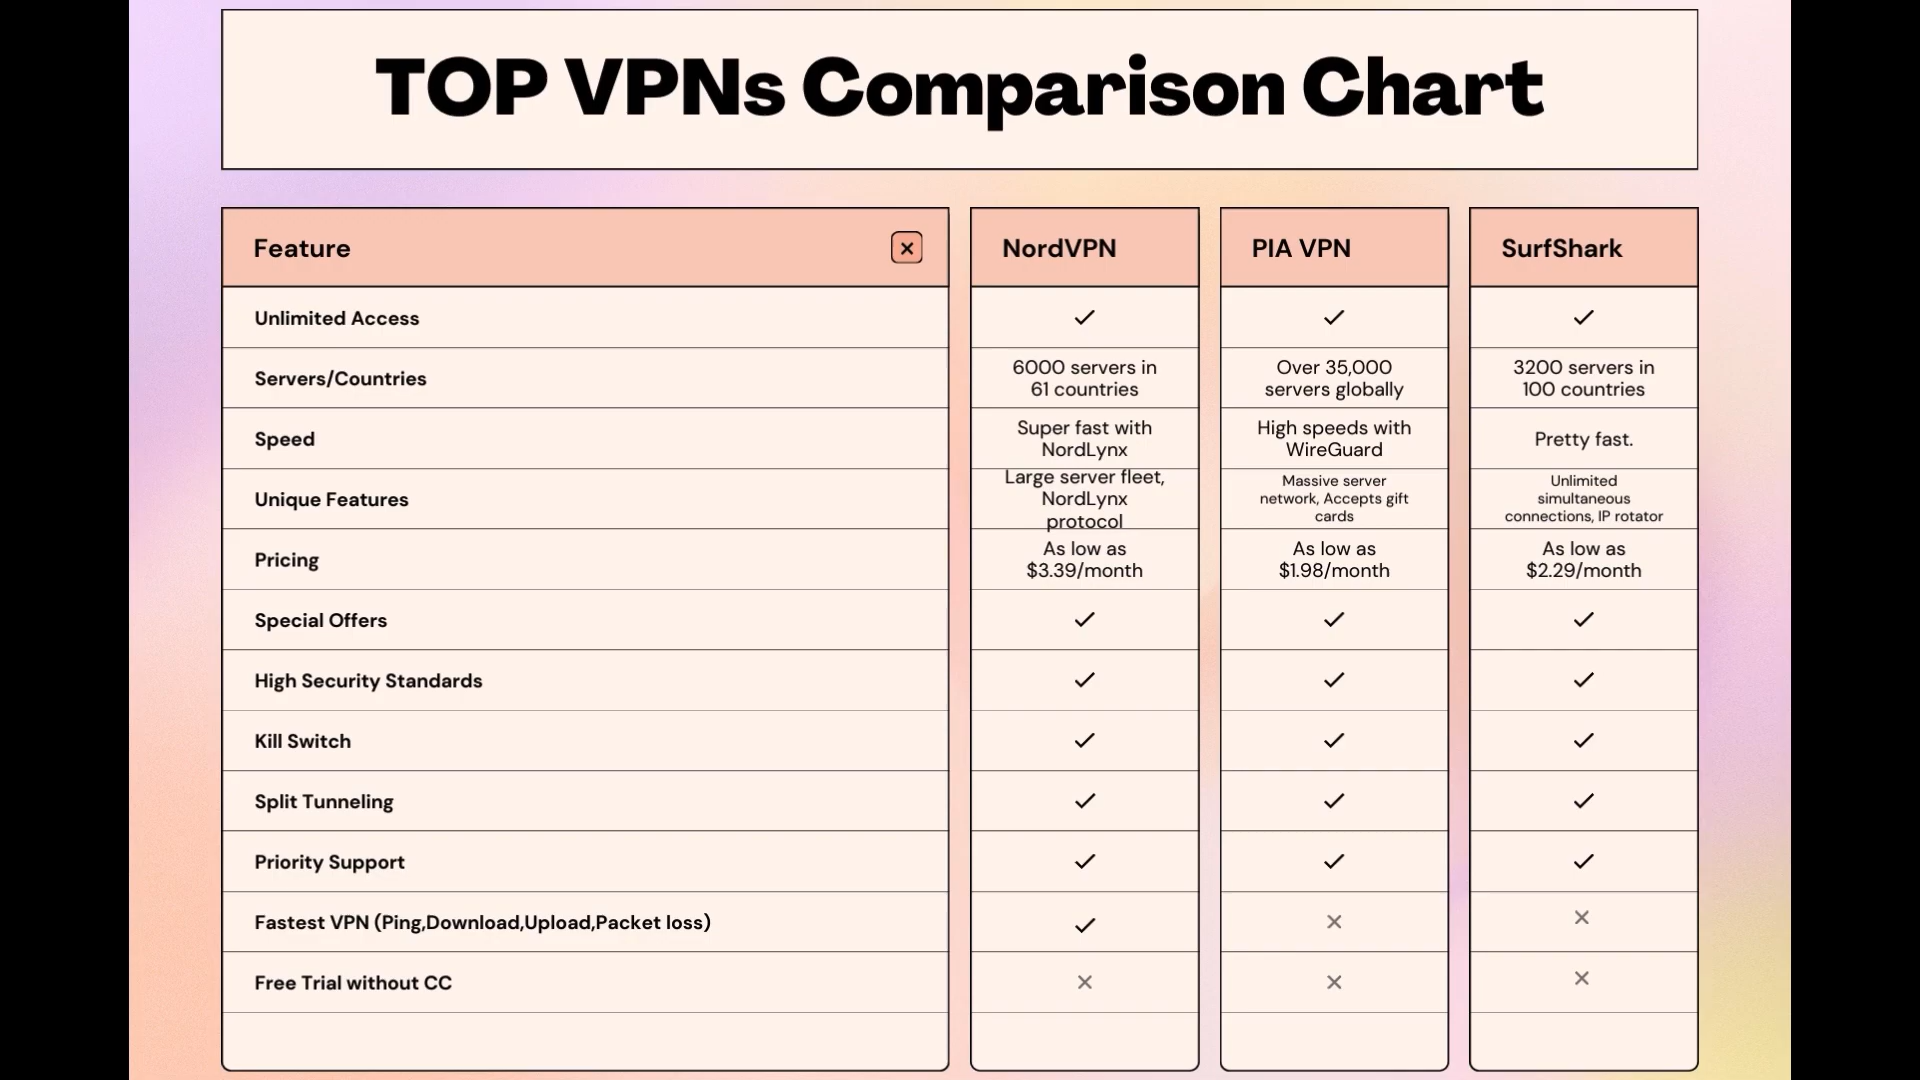 TOP VPNs Comparison Chart
Feature
NordVPN
PIA VPN
SurfShark
Unlimited Access
Servers/Countries
6000 servers in
61 countries
Over 35,000
servers globally
3200 servers in
100 countries
Speed
Super fast with
NordLynx
High speeds with
WireGuard
Pretty fast.
Unique Features
Large server fleet,
NordLynx
protocol
Massive server
network, Accepts gift
cards
Unlimited
simultaneous
connections, IP rotator
Pricing
As low as
$3.39/month
As low as
$1.98/month
As low as
$2.29/month
Special Offers
High Security Standards
Kill Switch
Split Tunneling
Priority Support
Fastest VPN (Ping,Download,Upload,Packet loss)
Free Trial without CC